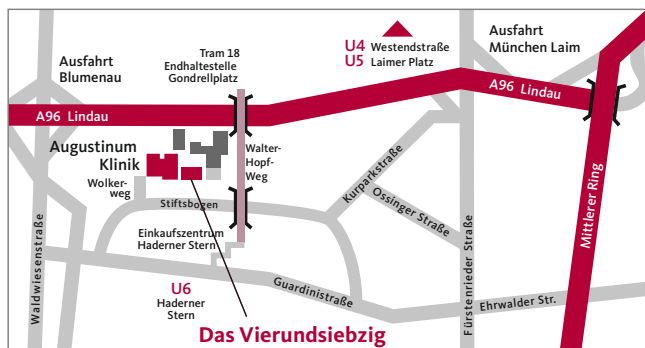 Ausfahrt
Blumenau
Tram 18
Endhaltestelle
Gondrellplatz
U4 Westendstraße
U5 Laimer Platz
Ausfahrt
München Laim
A96 Lindau
A96 Lindau
Augustinum
Klinik
Walter-
Hopf-
Weg
Wolker-
weg
Stiftsbogen
Kurparkstraße
Ossinger Straße
Einkaufszentrum
Haderner Stern
U6
Haderner
Stern
Guardinistraße
Ehrwalder Str.
Waldwiesenstraße
Fürstenrieder Straße
Mittlerer Ring
Das Vierundsiebzig